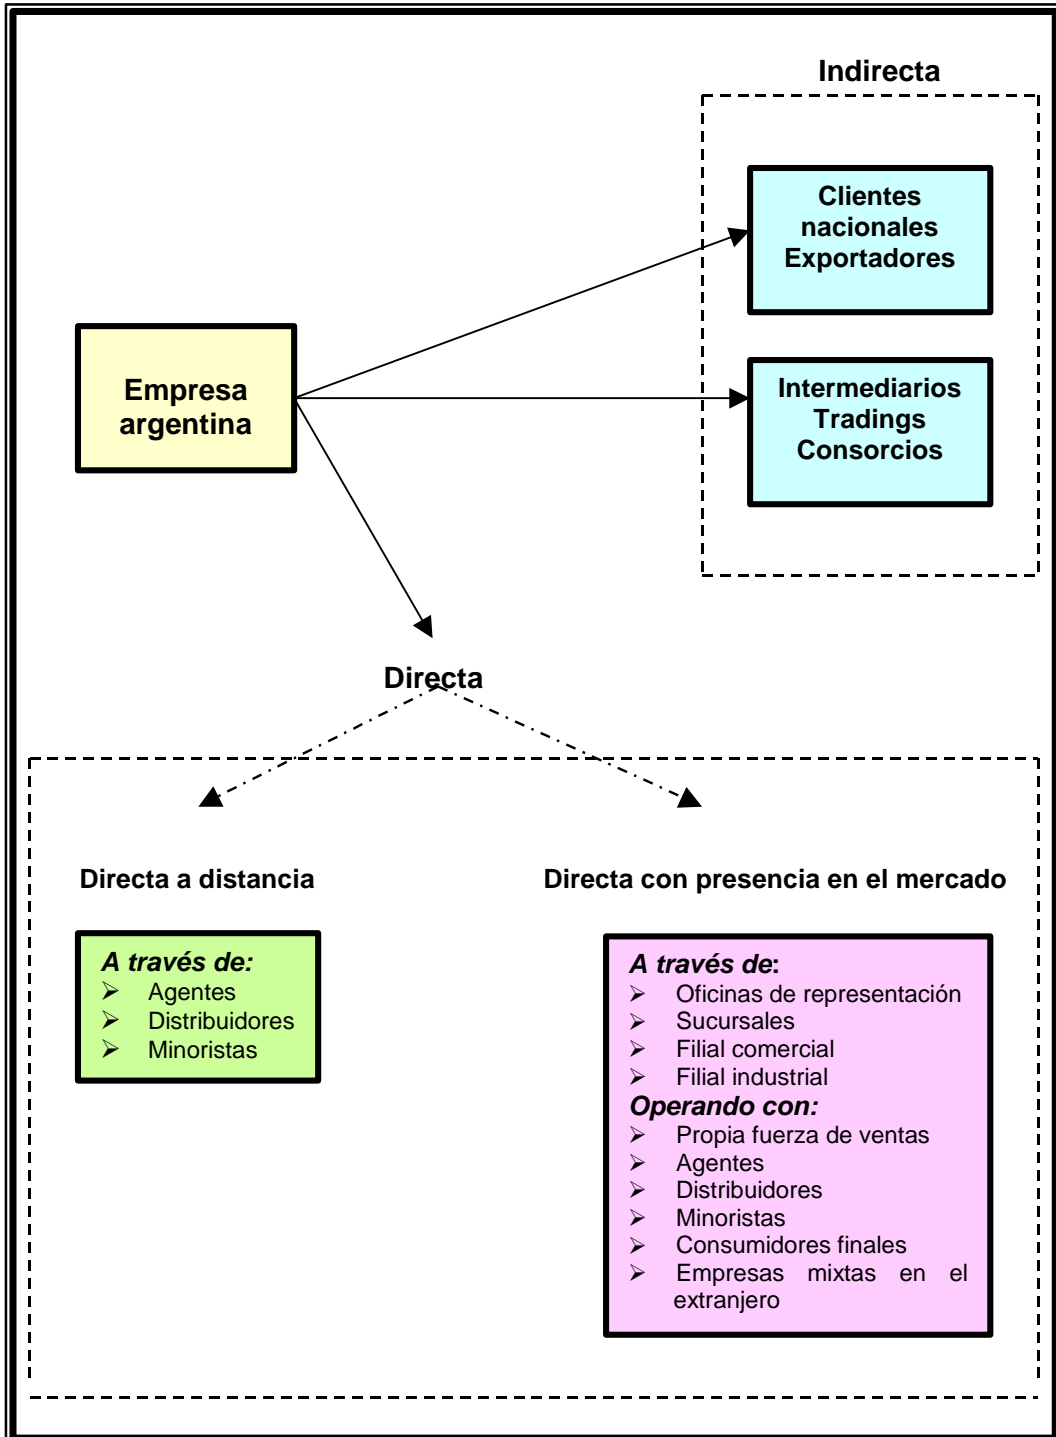 Indirecta
Clientes
nacionales
Exportadores
Empresa
argentina
Intermediarios
Tradings
Consorcios
Directa
Directa a distancia
Directa con presencia en el mercado
A través de:
➢ Agentes
➢ Distribuidores
➢ Minoristas
A través de:
➢ Oficinas de representación
➢ Sucursales
➢ Filial comercial
➢ Filial industrial
Operando con:
➢ Propia fuerza de ventas
➢ Agentes
➢ Distribuidores
➢ Minoristas
➢ Consumidores finales
➢ Empresas mixtas en el
extranjero